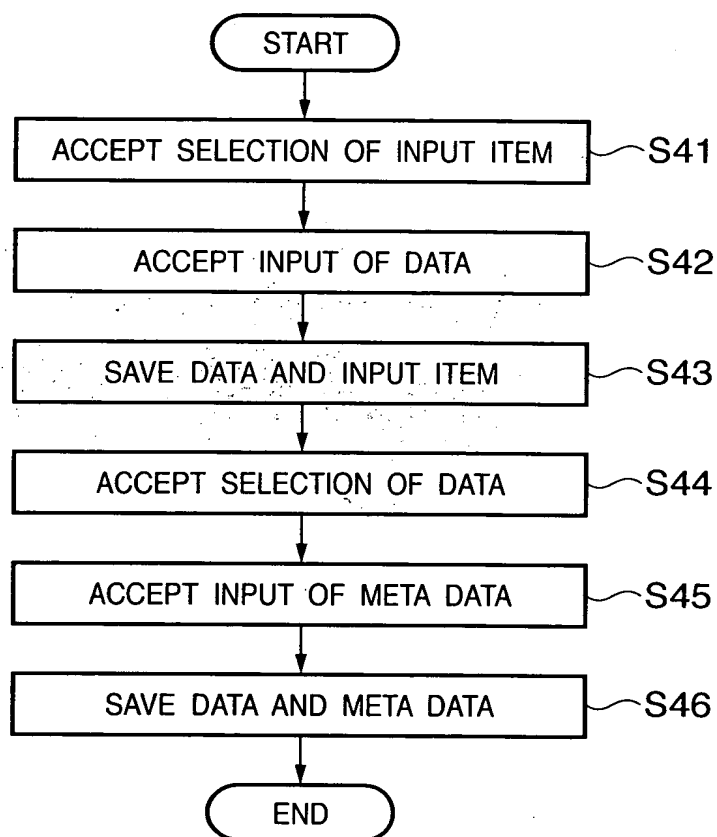 START
ACCEPT SELECTION OF INPUT ITEM S41
ACCEPT INPUT OF DATA S42
SAVE DATA AND INPUT ITEM S43
ACCEPT SELECTION OF DATA S44
ACCEPT INPUT OF META DATA S45
SAVE DATA AND META DATA S46
END